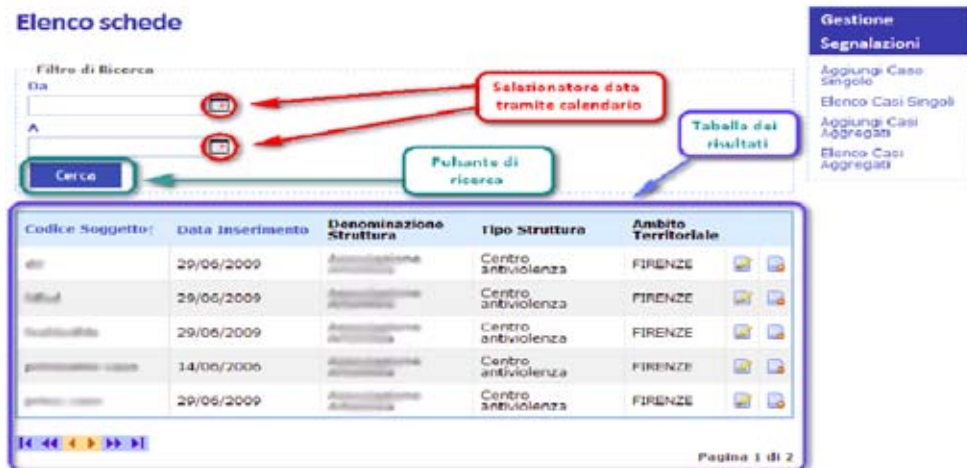 Elenco schede
Filtro di Ricerca
Da
A
Cerca
Selezionatore data
tramite calendario
Pulsante di
ricerca
Tabella dei
risultati
Gestione
Segnalazioni
Aggiungi Caso
Singolo
Elenco Casi Singoli
Aggiungi Casi
Aggregati
Elenco Casi
Aggregati
Codice Soggetto↑ Data Inserimento Denominazione Struttura Tipo Struttura Ambito Territoriale
29/06/2009 Centro antiviolenza FIRENZE
29/06/2009 Centro antiviolenza FIRENZE
29/06/2009 Centro antiviolenza FIRENZE
14/06/2006 Centro antiviolenza FIRENZE
29/06/2009 Centro antiviolenza FIRENZE
Pagina 1 di 2